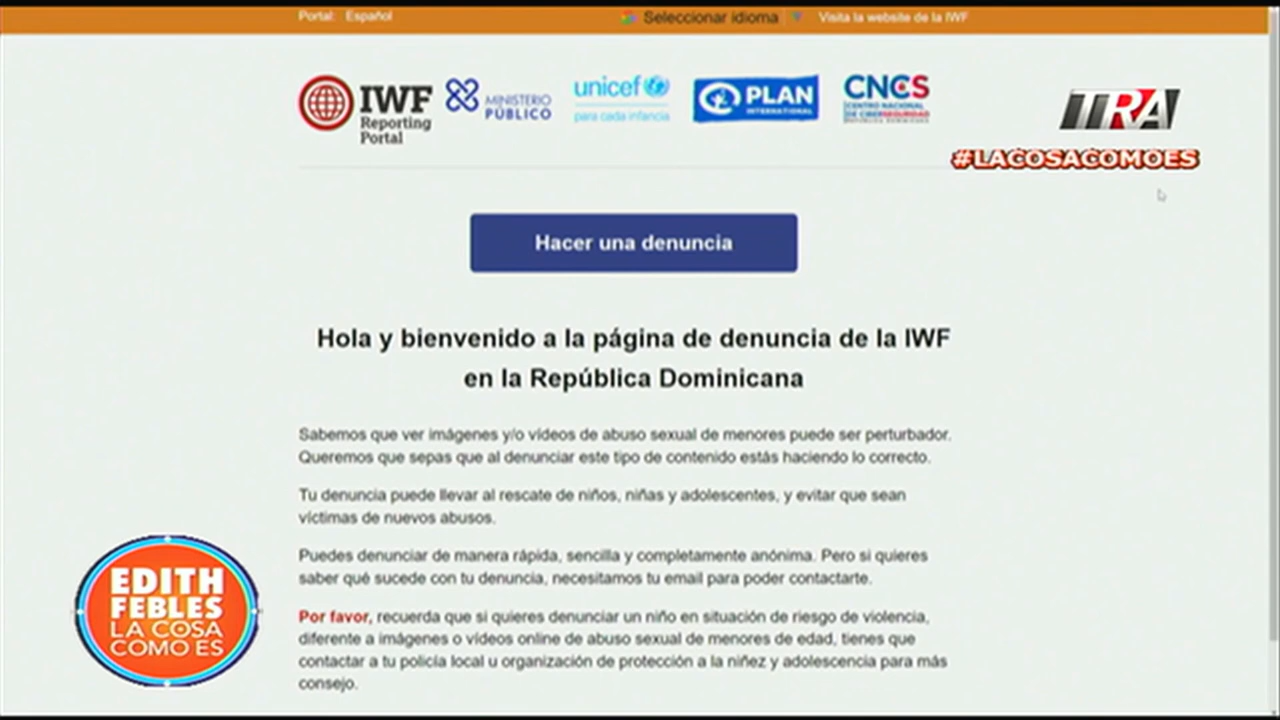 Portal: Español
Seleccionar idioma
Visita la website de la IWF
IWF
Reporting
Portal
MINISTERIO
PÚBLICO
unicef
para cada infancia
PLAN
INTERNATIONAL
CNCS
CENTRO NACIONAL
DE CIBERSEGURIDAD
REPÚBLICA DOMINICANA
TRA
#LACOSACOMOES
Hacer una denuncia
Hola y bienvenido a la página de denuncia de la IWF
en la República Dominicana
Sabemos que ver imágenes y/o vídeos de abuso sexual de menores puede ser perturbador.
Queremos que sepas que al denunciar este tipo de contenido estás haciendo lo correcto.
Tu denuncia puede llevar al rescate de niños, niñas y adolescentes, y evitar que sean
víctimas de nuevos abusos.
Puedes denunciar de manera rápida, sencilla y completamente anónima. Pero si quieres
saber qué sucede con tu denuncia, necesitamos tu email para poder contactarte.
Por favor, recuerda que si quieres denunciar un niño en situación de riesgo de violencia,
diferente a imágenes o vídeos online de abuso sexual de menores de edad, tienes que
contactar a tu policía local u organización de protección a la niñez y adolescencia para más
consejo.
EDITH
FEBLES
LA COSA
COMO ES